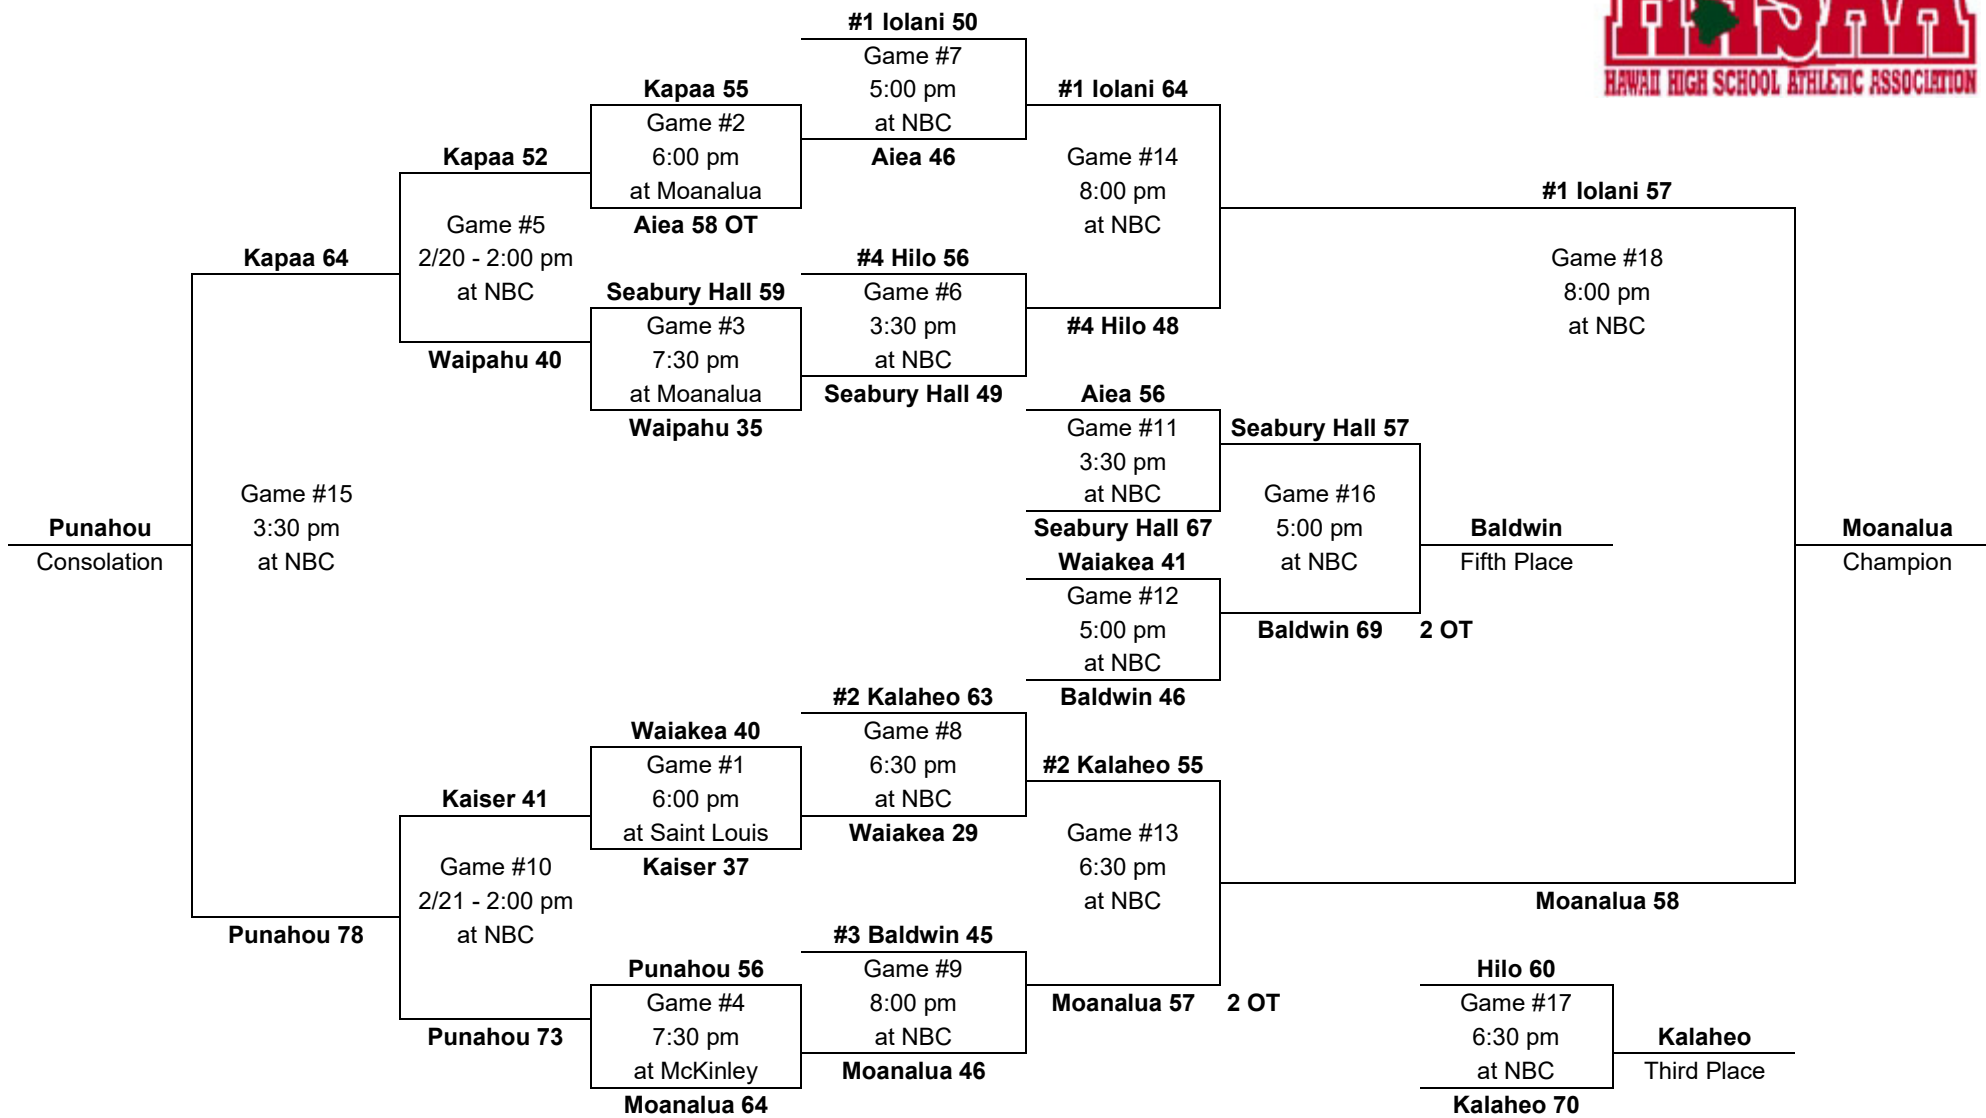 HHSAA
HAWAII HIGH SCHOOL ATHLETIC ASSOCIATION
#1 Iolani 50
Game #7
5:00 pm
at NBC
Aiea 46
Kapaa 55
Game #2
6:00 pm
at Moanalua
Aiea 58 OT
#1 Iolani 64
Game #14
8:00 pm
at NBC
#4 Hilo 48
Kapaa 52
Game #5
2/20 - 2:00 pm
at NBC
Waipahu 40
#1 Iolani 57
Game #18
8:00 pm
at NBC
Moanalua 58
Kapaa 64
Game #15
3:30 pm
at NBC
Punahou 78
#4 Hilo 56
Game #6
3:30 pm
at NBC
Seabury Hall 49
Seabury Hall 59
Game #3
7:30 pm
at Moanalua
Waipahu 35
Aiea 56
Game #11
3:30 pm
at NBC
Seabury Hall 67
Seabury Hall 57
Game #16
5:00 pm
at NBC
Baldwin 69 2 OT
Punahou
Consolation
Baldwin
Fifth Place
Moanalua
Champion
Waiakea 41
Game #12
5:00 pm
at NBC
Baldwin 46
#2 Kalaheo 63
Game #8
6:30 pm
at NBC
Waiakea 29
Waiakea 40
Game #1
6:00 pm
at Saint Louis
Kaiser 37
#2 Kalaheo 55
Game #13
6:30 pm
at NBC
Moanalua 57 2 OT
Kaiser 41
Game #10
2/21 - 2:00 pm
at NBC
Punahou 73
#3 Baldwin 45
Game #9
8:00 pm
at NBC
Moanalua 46
Punahou 56
Game #4
7:30 pm
at McKinley
Moanalua 64
Hilo 60
Game #17
6:30 pm
at NBC
Kalaheo 70
Kalaheo
Third Place